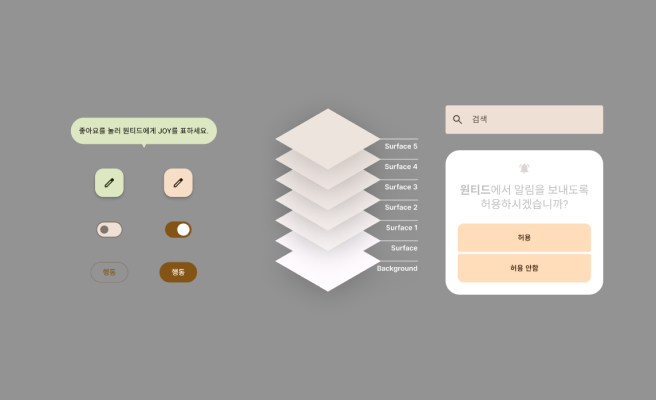 좋아요를 눌러 원티드에게 JOY를 표하세요.
행동
행동
Surface 5
Surface 4
Surface 3
Surface 2
Surface 1
Surface
Background
검색
원티드에서 알림을 보내도록
허용하시겠습니까?
허용
허용 안함